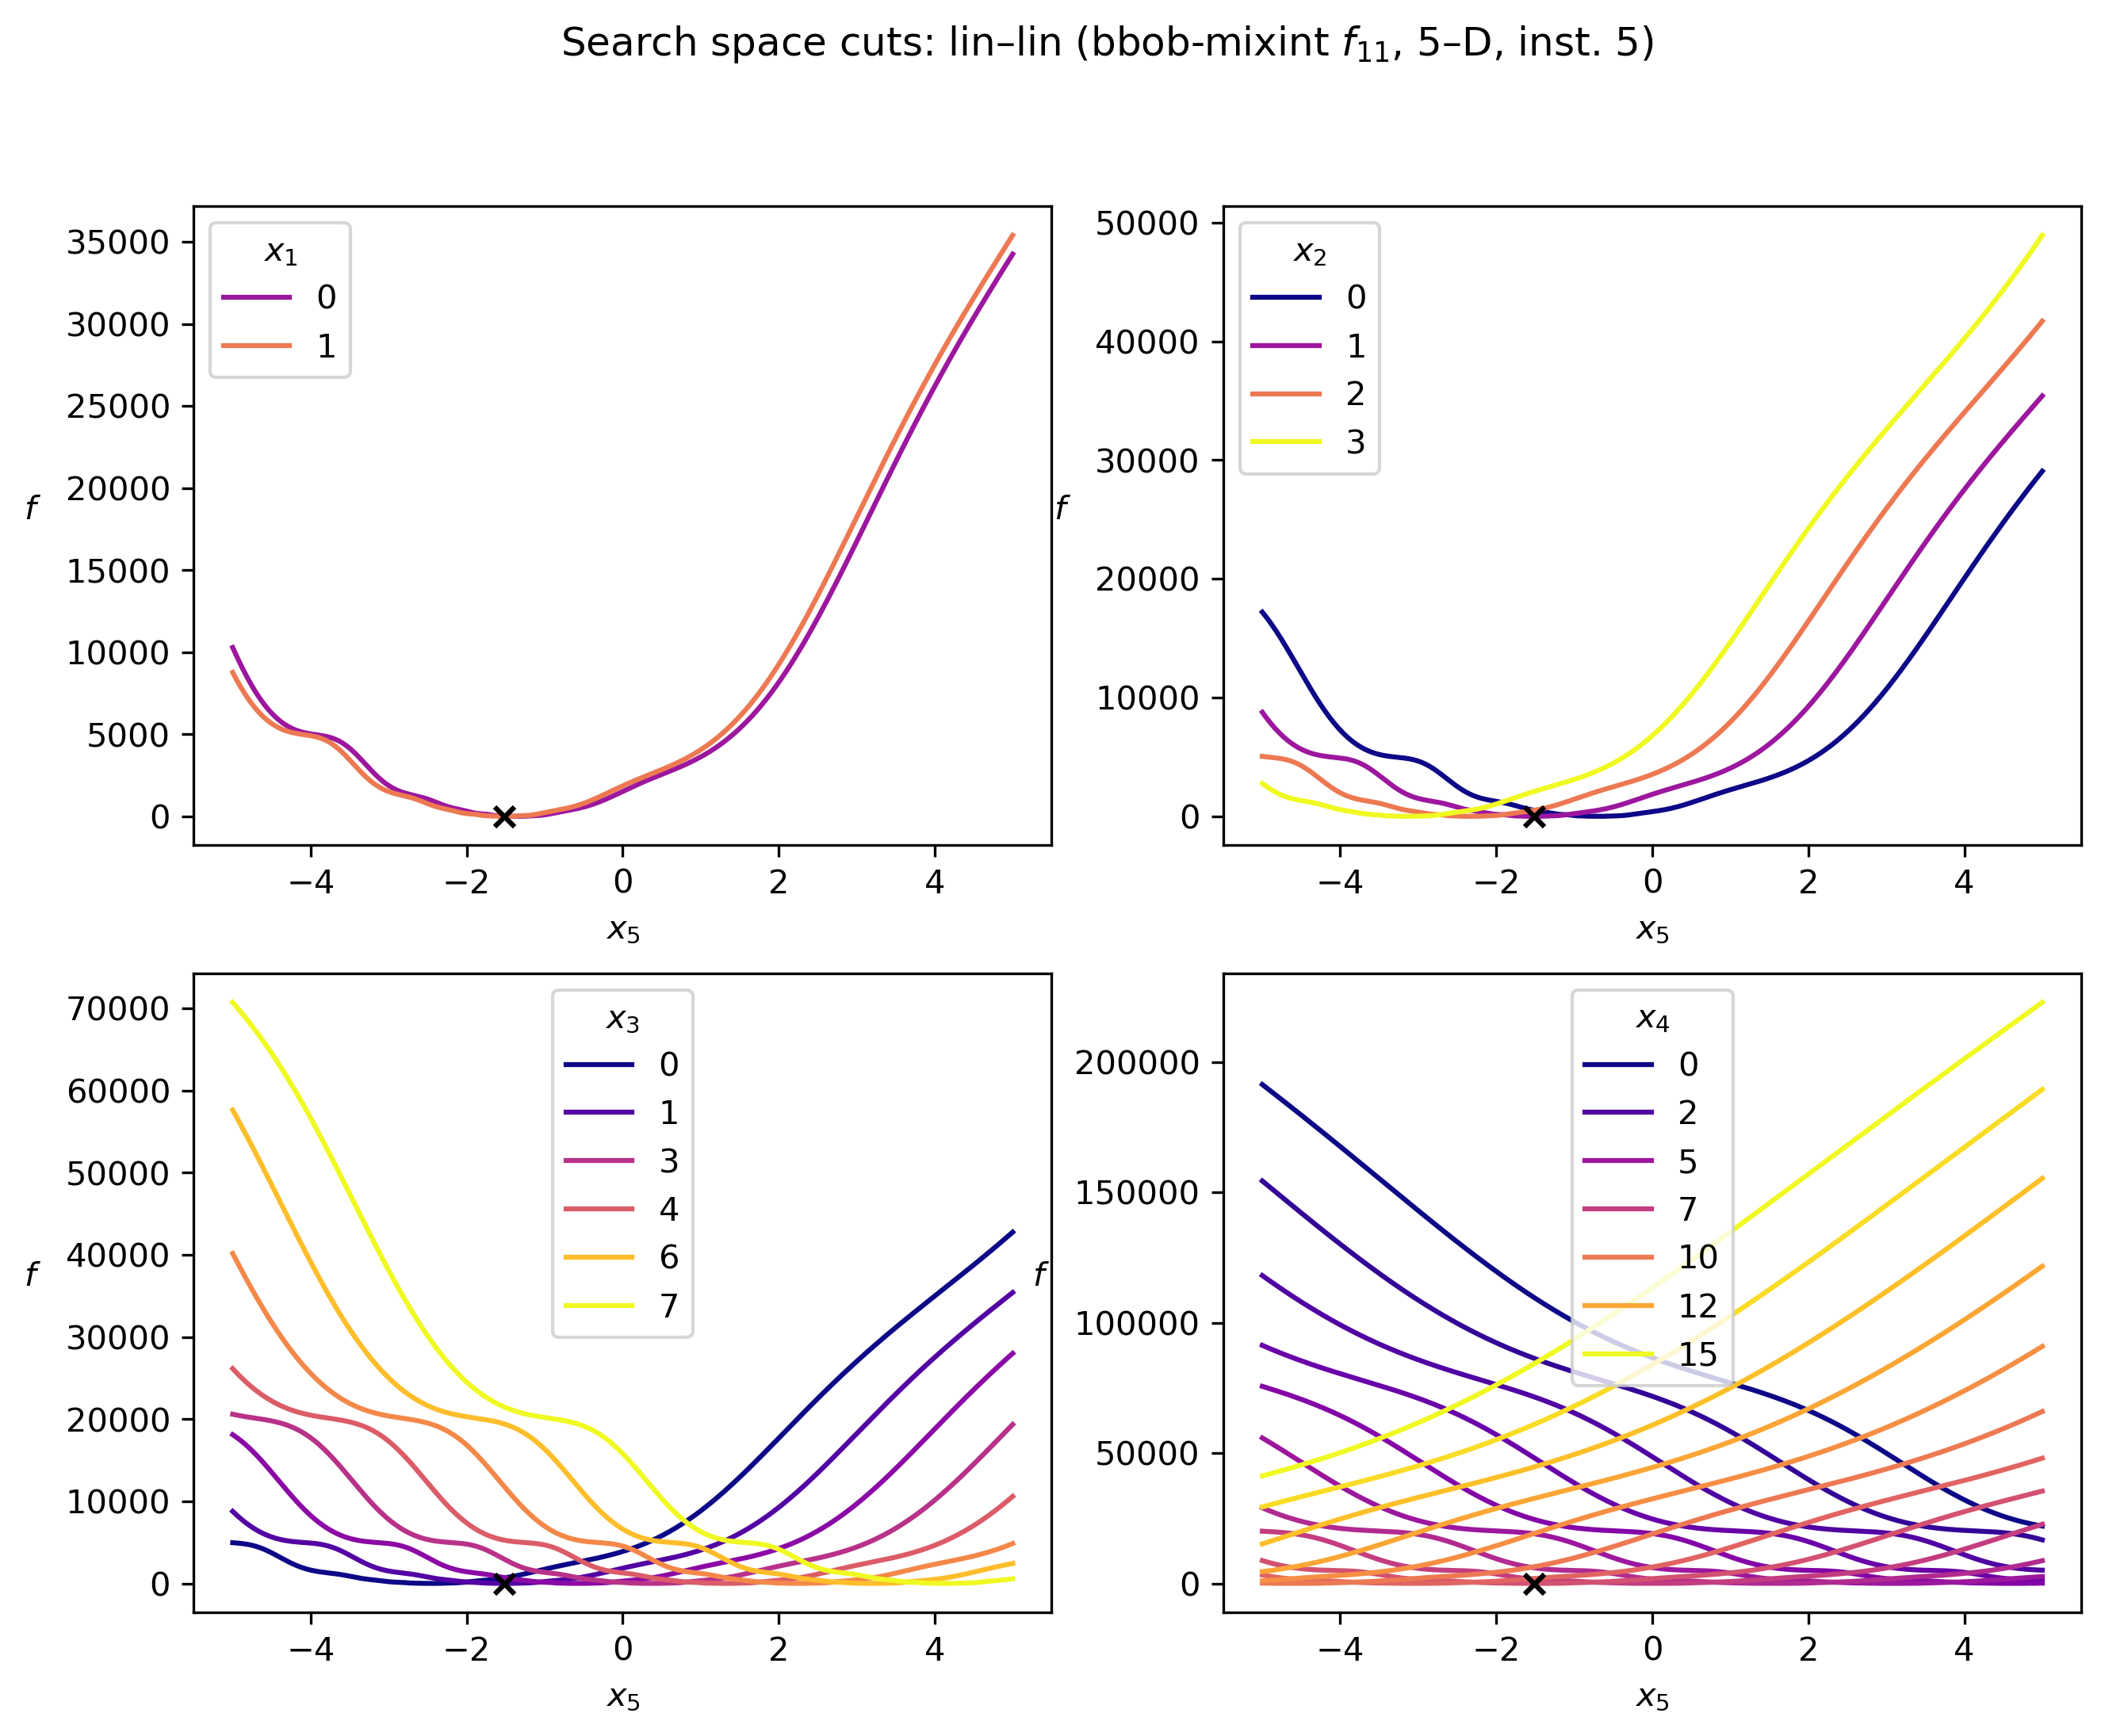 Search space cuts: lin–lin (bbob-mixint f₁₁, 5–D, inst. 5)
f
35000
30000
25000
20000
15000
10000
5000
0
−4 −2 0 2 4
x₅
x₁
0
1
f
50000
40000
30000
20000
10000
0
−4 −2 0 2 4
x₅
x₂
0
1
2
3
f
70000
60000
50000
40000
30000
20000
10000
0
−4 −2 0 2 4
x₅
x₃
0
1
3
4
6
7
f
200000
150000
100000
50000
0
−4 −2 0 2 4
x₅
x₄
0
2
5
7
10
12
15